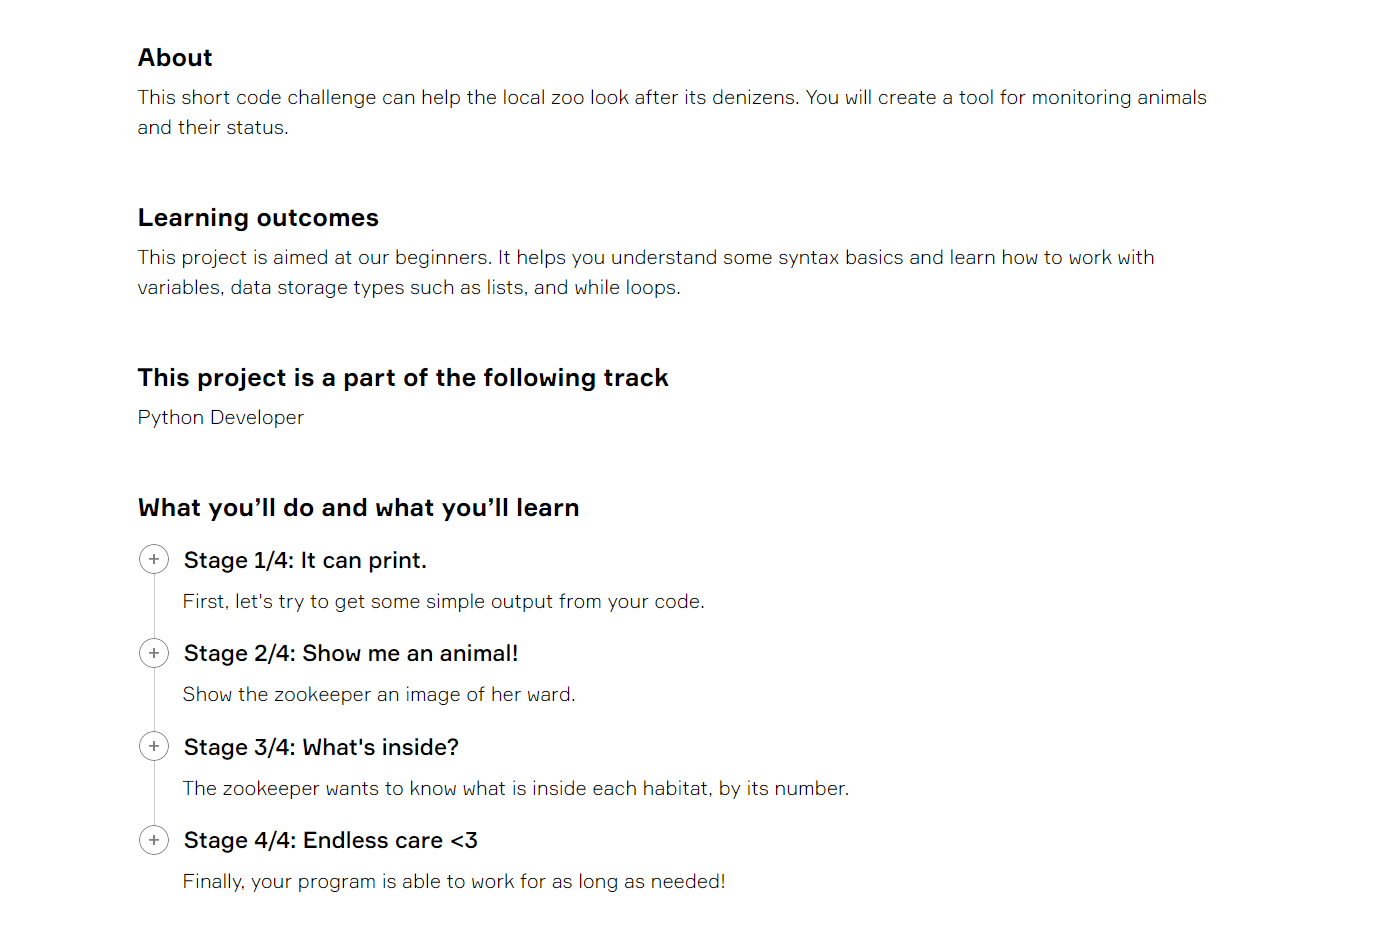 About
This short code challenge can help the local zoo look after its denizens. You will create a tool for monitoring animals
and their status.
Learning outcomes
This project is aimed at our beginners. It helps you understand some syntax basics and learn how to work with
variables, data storage types such as lists, and while loops.
This project is a part of the following track
Python Developer
What you’ll do and what you’ll learn
Stage 1/4: It can print.
First, let's try to get some simple output from your code.
Stage 2/4: Show me an animal!
Show the zookeeper an image of her ward.
Stage 3/4: What's inside?
The zookeeper wants to know what is inside each habitat, by its number.
Stage 4/4: Endless care <3
Finally, your program is able to work for as long as needed!